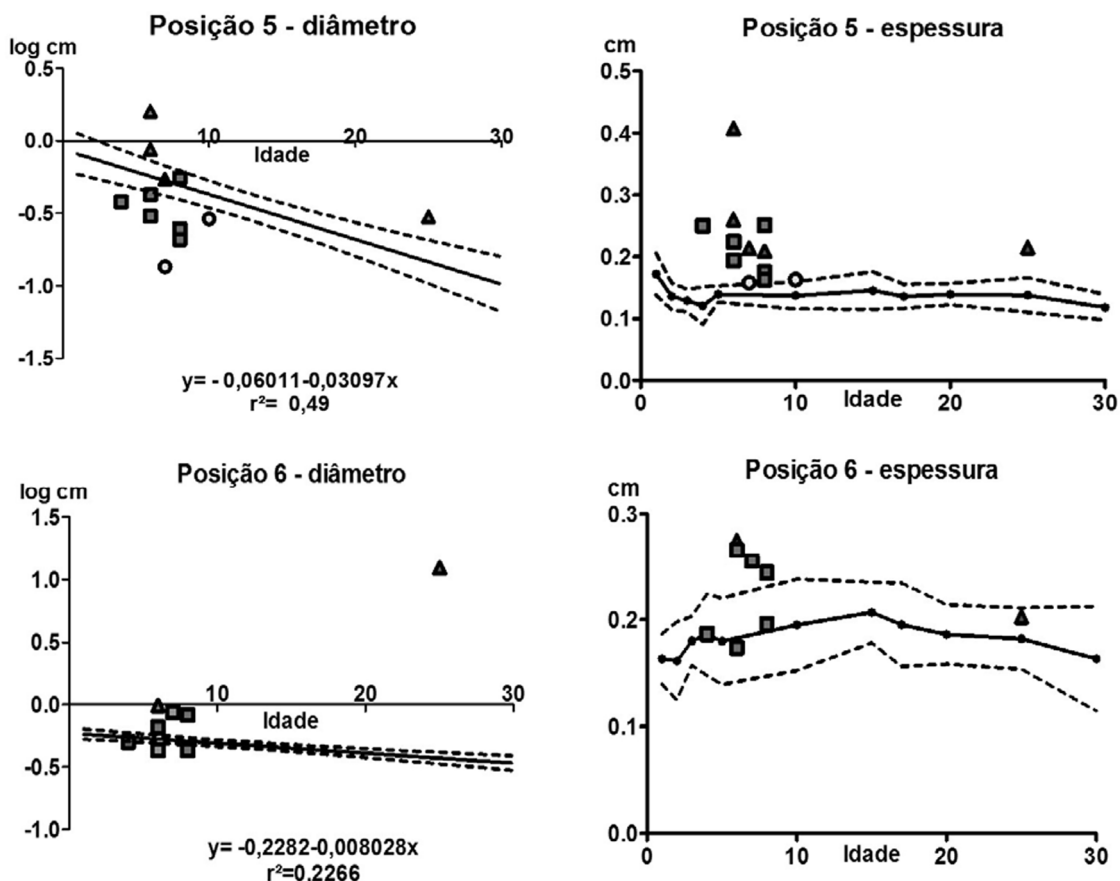 Posição 5 - diâmetro
log cm
0.5
0.0
-0.5
-1.0
-1.5
10
20
30
Idade
y= - 0,06011-0,03097x
r²= 0,49
Posição 5 - espessura
cm
0.5
0.4
0.3
0.2
0.1
0.0
0
10
Idade
20
30
Posição 6 - diâmetro
log cm
1.5
1.0
0.5
0.0
-0.5
-1.0
10
20
30
Idade
y= -0,2282-0,008028x
r²=0,2266
Posição 6 - espessura
cm
0.3
0.2
0.1
0.0
0
10
Idade
20
30